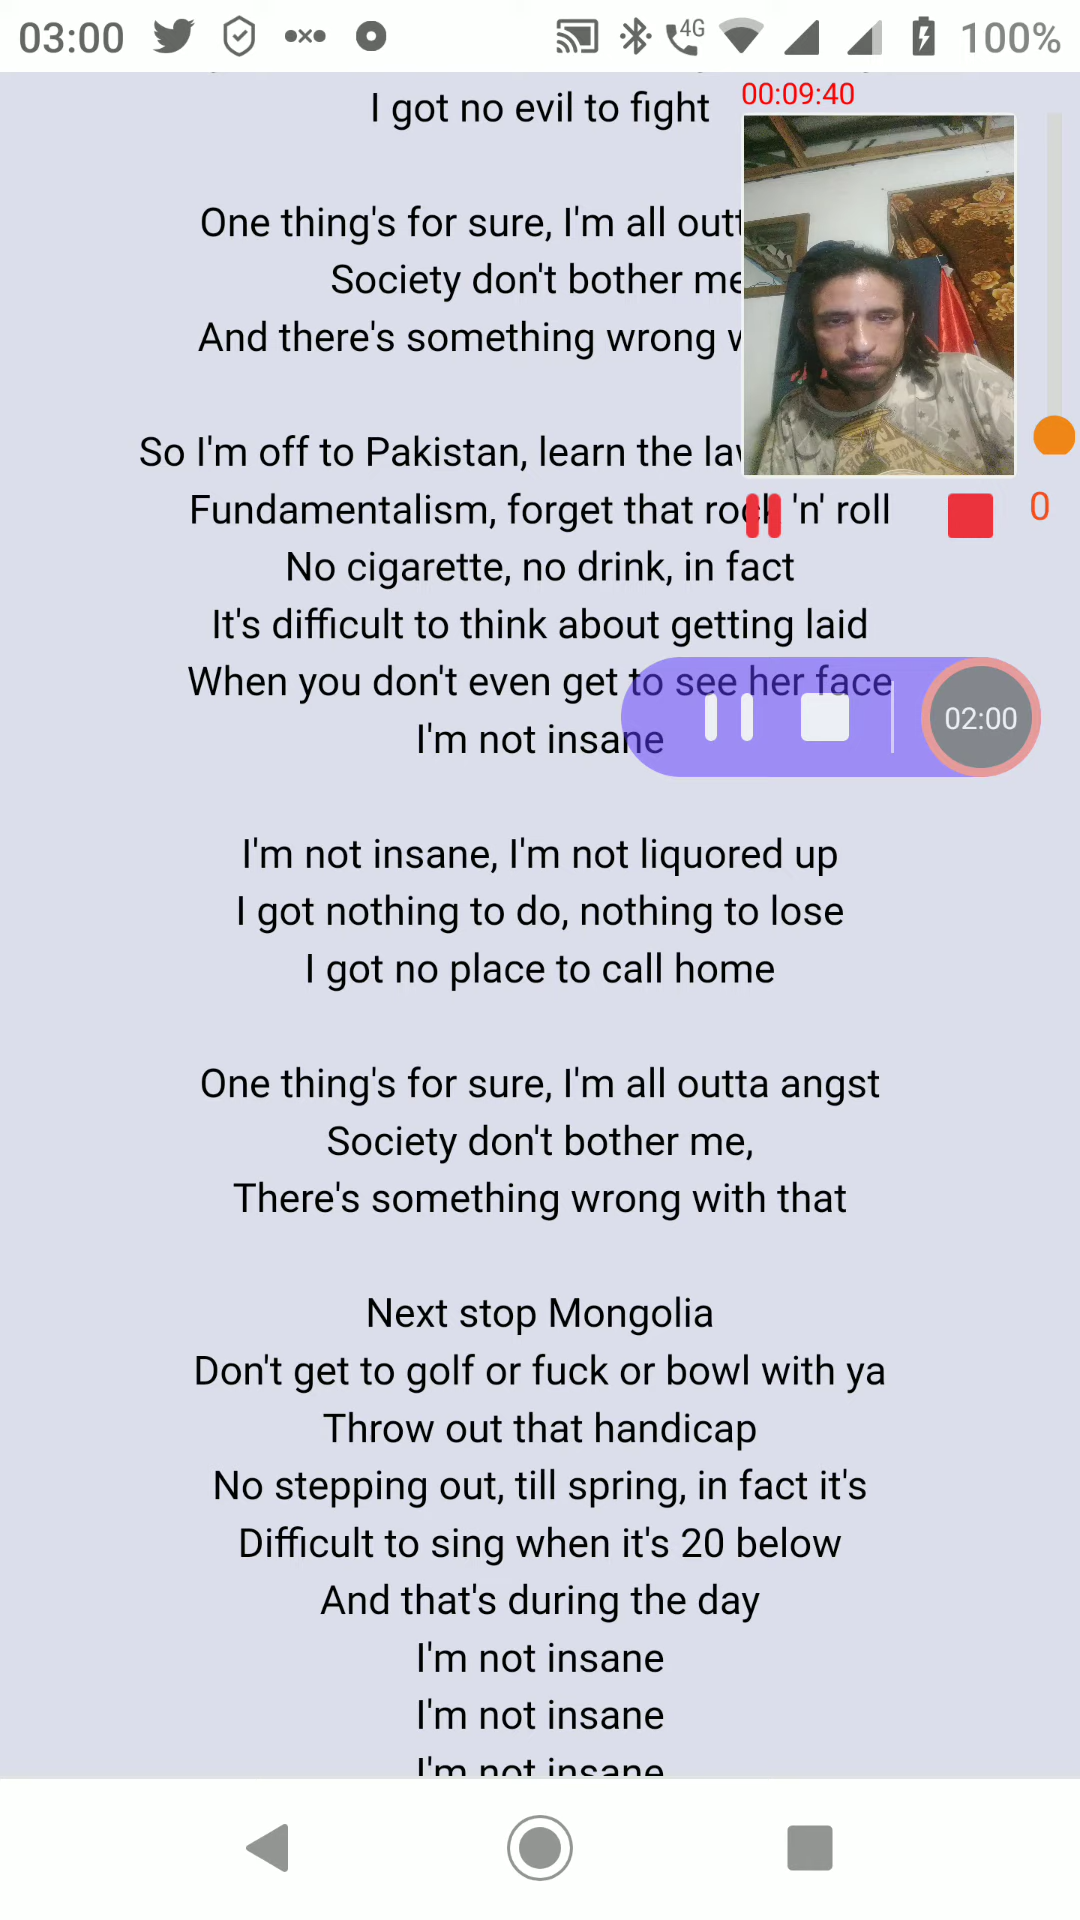 03:00
4G
100%
00:09:40
I got no evil to fight
One thing's for sure, I'm all
Society don't bother me
And there's something wrong
So I'm off to Pakistan, learn the
Fundamentalism, forget that rock 'n' roll
0
No cigarette, no drink, in fact
It's difficult to think about getting laid
When you don't even get to see her face
02:00
I'm not insane
I'm not insane, I'm not liquored up
I got nothing to do, nothing to lose
I got no place to call home
One thing's for sure, I'm all outta angst
Society don't bother me,
There's something wrong with that
Next stop Mongolia
Don't get to golf or fuck or bowl with ya
Throw out that handicap
No stepping out, till spring, in fact it's
Difficult to sing when it's 20 below
And that's during the day
I'm not insane
I'm not insane
I'm not insane